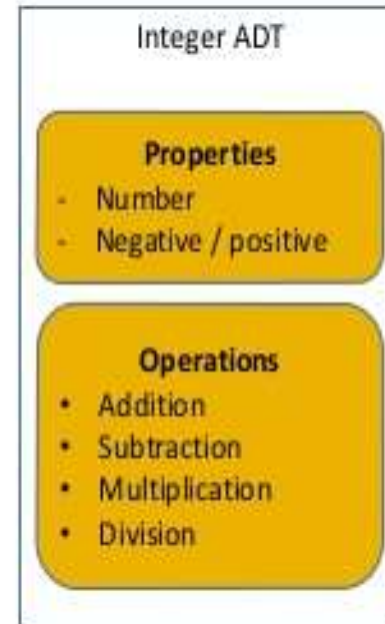 Integer ADT
Properties
- Number
- Negative / positive
Operations
• Addition
• Subtraction
• Multiplication
• Division